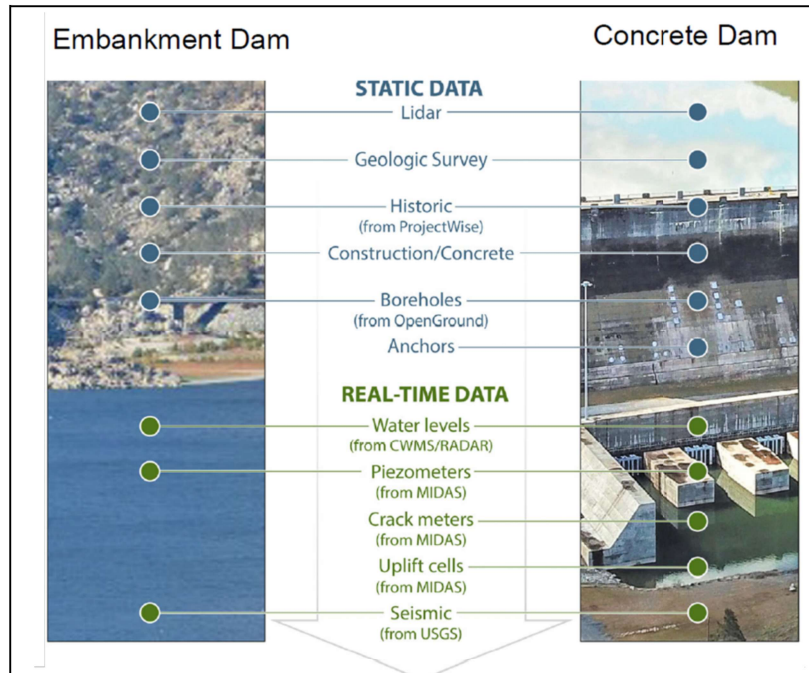 Embankment Dam
Concrete Dam
STATIC DATA
Lidar
Geologic Survey
Historic
(from ProjectWise)
Construction/Concrete
Boreholes
(from OpenGround)
Anchors
REAL-TIME DATA
Water levels
(from CWMS/RADAR)
Piezometers
(from MIDAS)
Crack meters
(from MIDAS)
Uplift cells
(from MIDAS)
Seismic
(from USGS)